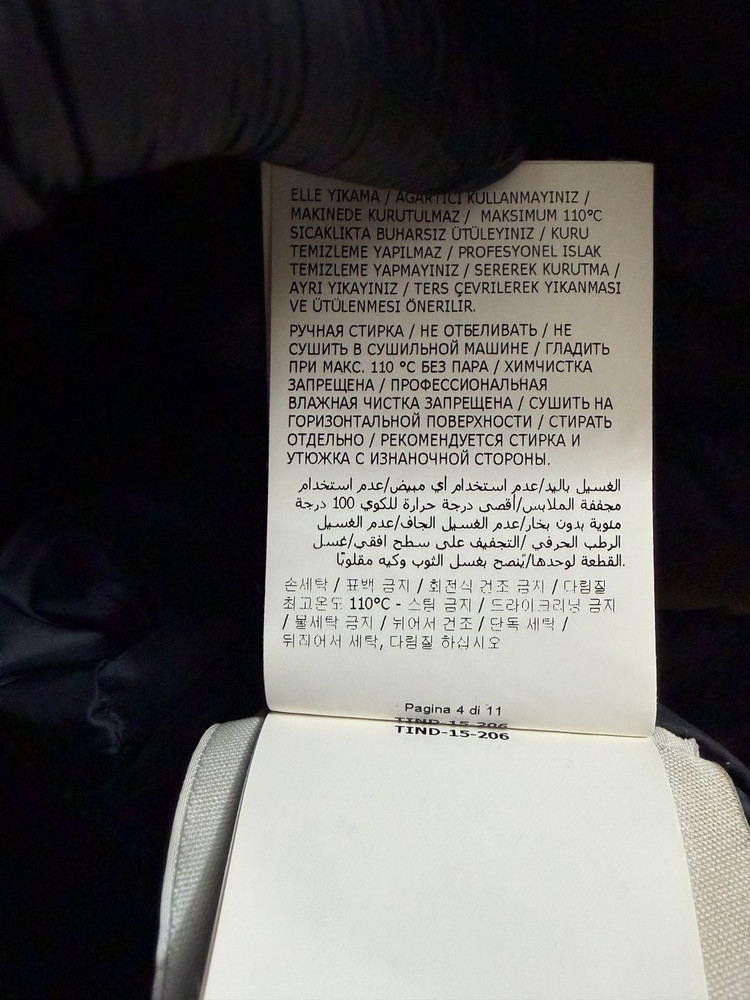 ELLE YIKAMA / AĞARTICI KULLANMAYINIZ /
MAKINEDE KURUTULMAZ / MAKSIMUM 110°C
SICAKLIKTA BUHARSIZ ÜTÜLEYINIZ / KURU
TEMIZLEME YAPILMAZ / PROFESYONEL ISLAK
TEMIZLEME YAPMAYINIZ / SEREREK KURUTMA /
AYRI YIKAYINIZ / TERS ÇEVRILEREK YIKANMASI
VE ÜTÜLENMESI ÖNERILIR.
РУЧНАЯ СТИРКА / НЕ ОТБЕЛИВАТЬ / НЕ
СУШИТЬ В СУШИЛЬНОЙ МАШИНЕ / ГЛАДИТЬ
ПРИ МАКС. 110 °C БЕЗ ПАРА / ХИМЧИСТКА
ЗАПРЕЩЕНА / ПРОФЕССИОНАЛЬНАЯ
ВЛАЖНАЯ ЧИСТКА ЗАПРЕЩЕНА / СУШИТЬ НА
ГОРИЗОНТАЛЬНОЙ ПОВЕРХНОСТИ / СТИРАТЬ
ОТДЕЛЬНО / РЕКОМЕНДУЕТСЯ СТИРКА И
УТЮЖКА С ИЗНАНОЧНОЙ СТОРОНЫ.
الغسيل باليد/عدم استخدام أي مبيض/عدم استخدام
مجففة الملابس/أقصى درجة حرارة للكوي 100 درجة
مئوية بدون بخار/عدم الغسيل الجاف/عدم الغسيل
الرطب الحرفي /التجفيف على سطح افقي/غسل
القطعة لوحدها/يُنصح بغسل الثوب وكيه مقلوبًا.
손세탁 / 표백 금지 / 회전식 건조 금지 / 다림질
최고온도 110°C - 스팀 금지 / 드라이크리닝 금지
/ 물세탁 금지 / 뉘어서 건조 / 단독 세탁 /
뒤집어서 세탁, 다림질 하십시오
Pagina 4 di 11
TIND-15-206
TIND-15-206